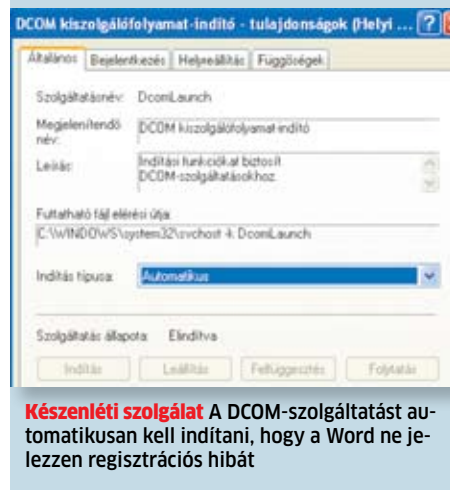 DCOM kiszolgálófolyamat-indító - tulajdonságok (Helyi ...
Általános Bejelentkezés Helyreállítás Függőségek
Szolgáltatásnév: DcomLaunch
Megjelenítendő DCOM kiszolgálófolyamat-indító
név:
Leírás: Indítási funkciókat biztosít
DCOM-szolgáltatásokhoz.
Futtatható fájl elérési útja:
C:\WINDOWS\system32\svchost -k DcomLaunch
Indítás típusa: Automatikus
Szolgáltatás állapota: Elindítva
Indítás Leállítás Felfüggesztés Folytatás
Készenléti szolgálat A DCOM-szolgáltatást au-
tomatikusan kell indítani, hogy a Word ne je-
lezzen regisztrációs hibát